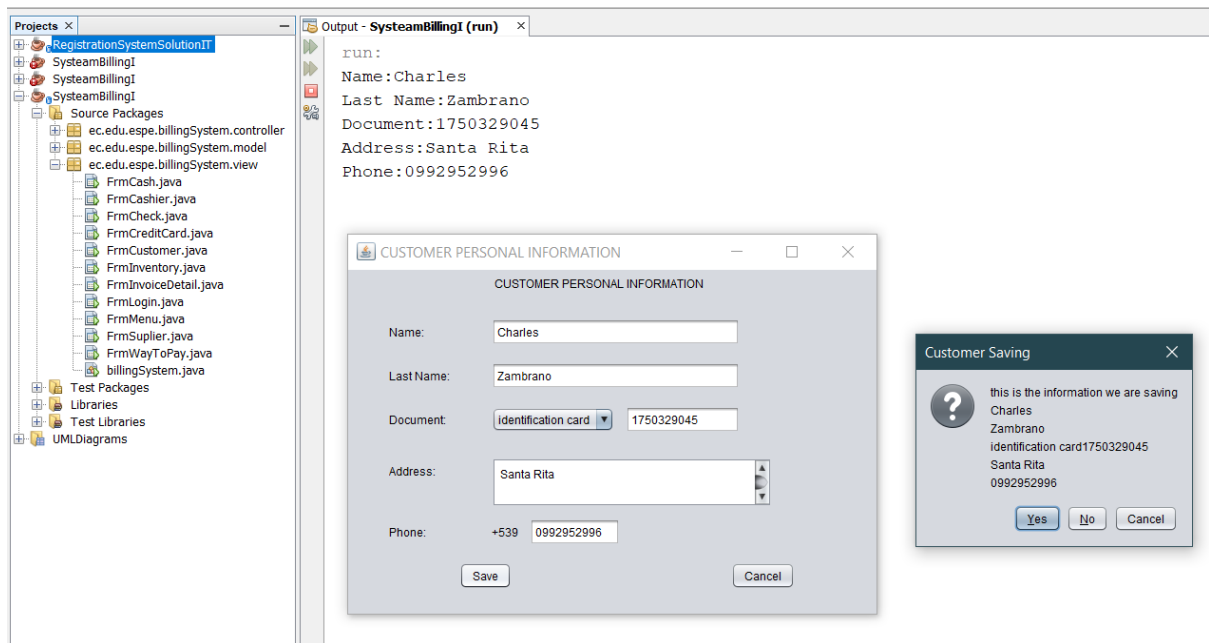 Projects ×
RegistrationSystemSolutionIT
SysteamBillingI
SysteamBillingI
SysteamBillingI
Source Packages
ec.edu.espe.billingSystem.controller
ec.edu.espe.billingSystem.model
ec.edu.espe.billingSystem.view
FrmCash.java
FrmCashier.java
FrmCheck.java
FrmCreditCard.java
FrmCustomer.java
FrmInventory.java
FrmInvoiceDetail.java
FrmLogin.java
FrmMenu.java
FrmSuplier.java
FrmWayToPay.java
billingSystem.java
Test Packages
Libraries
Test Libraries
UMLDiagrams
Output - SysteamBillingI (run) ×
run:
Name:Charles
Last Name:Zambrano
Document:1750329045
Address:Santa Rita
Phone:0992952996
CUSTOMER PERSONAL INFORMATION
CUSTOMER PERSONAL INFORMATION
Name: Charles
Last Name: Zambrano
Document: identification card 1750329045
Address: Santa Rita
Phone: +539 0992952996
Save Cancel
Customer Saving
this is the information we are saving
Charles
Zambrano
identification card1750329045
Santa Rita
0992952996
Yes No Cancel